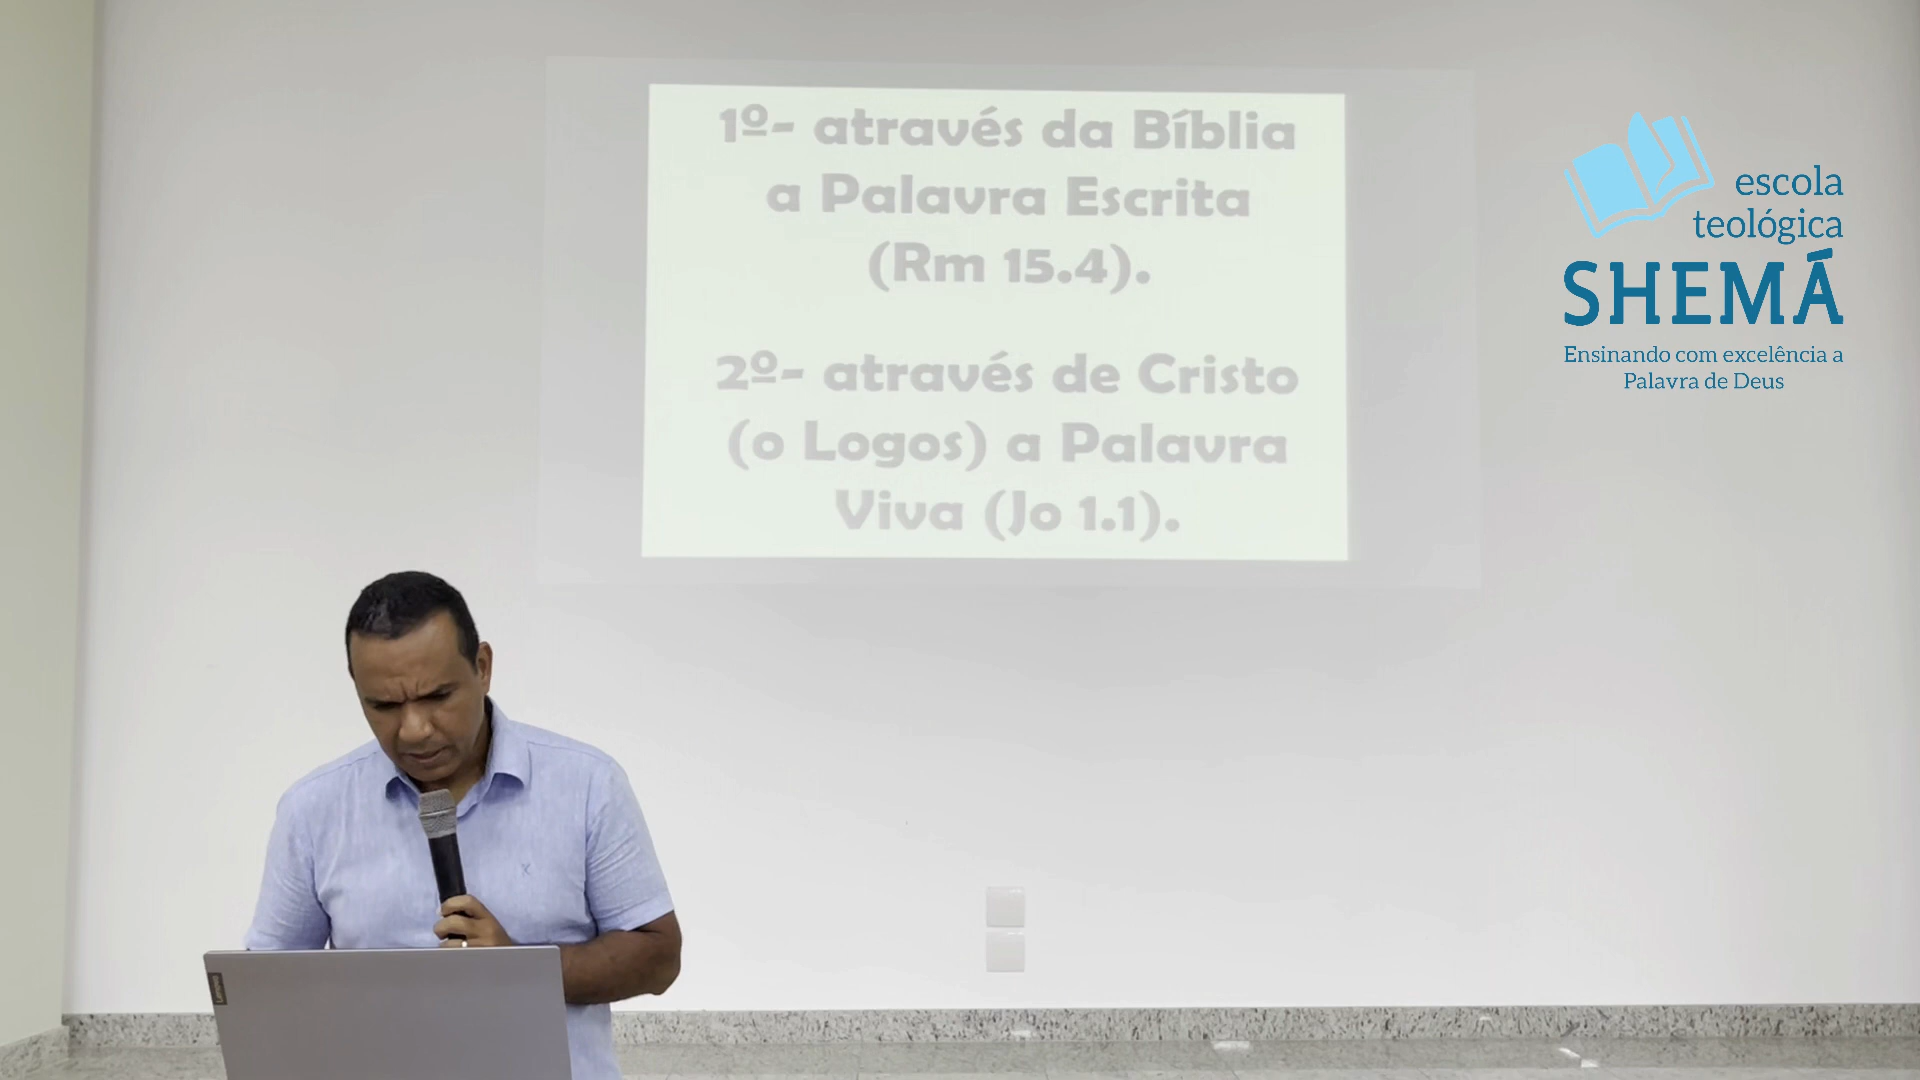 1º- através da Bíblia
a Palavra Escrita
(Rm 15.4).
2º- através de Cristo
(o Logos) a Palavra
Viva (Jo 1.1).
escola
teológica
SHEMÁ
Ensinando com excelência a
Palavra de Deus
Lenovo